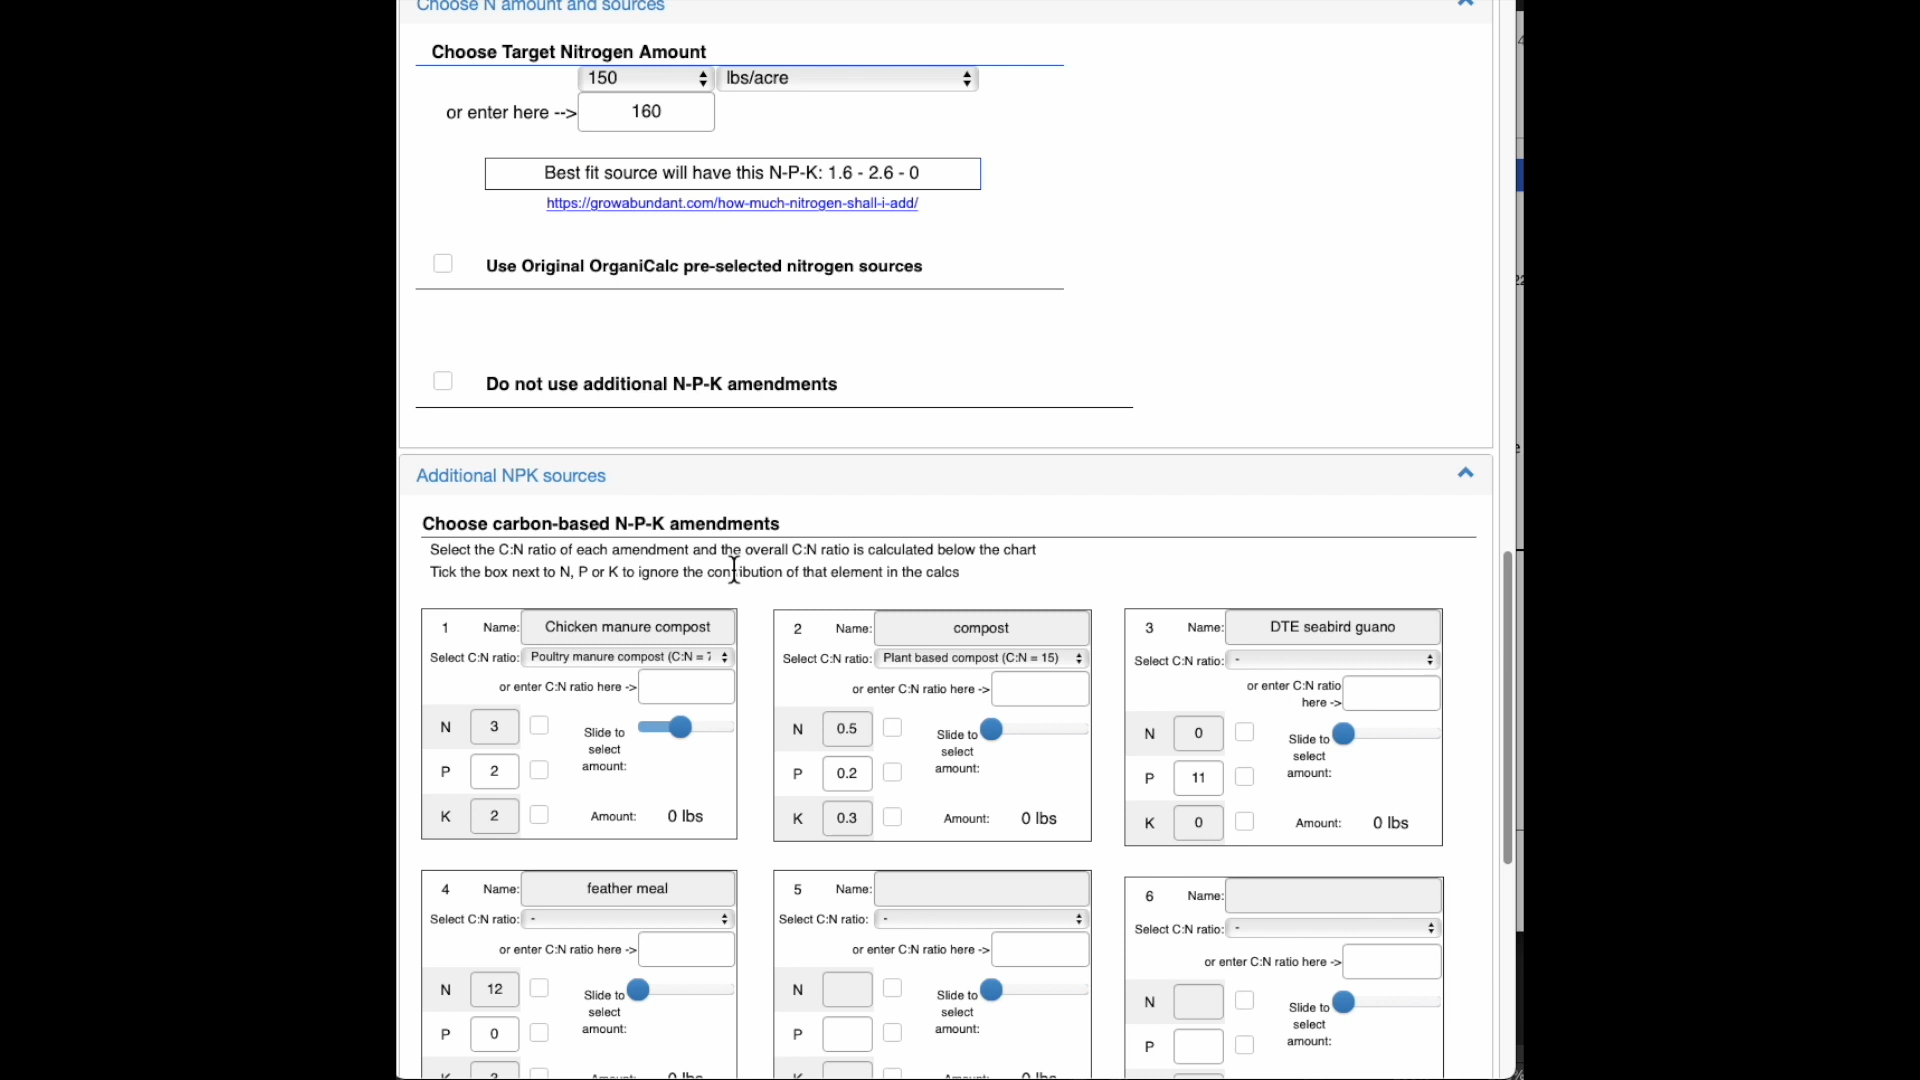 Choose N amount and sources
Choose Target Nitrogen Amount
150 lbs/acre
or enter here --> 160
Best fit source will have this N-P-K: 1.6 - 2.6 - 0
https://growabundant.com/how-much-nitrogen-shall-i-add/
Use Original OrganiCalc pre-selected nitrogen sources
Do not use additional N-P-K amendments
Additional NPK sources
Choose carbon-based N-P-K amendments
Select the C:N ratio of each amendment and the overall C:N ratio is calculated below the chart
Tick the box next to N, P or K to ignore the contribution of that element in the calcs
1 Name: Chicken manure compost
Select C:N ratio: Poultry manure compost (C:N = 7
or enter C:N ratio here ->
N 3
Slide to
select
amount:
P 2
K 2 Amount: 0 lbs
2 Name: compost
Select C:N ratio: Plant based compost (C:N = 15)
or enter C:N ratio here ->
N 0.5
Slide to
select
amount:
P 0.2
K 0.3 Amount: 0 lbs
3 Name: DTE seabird guano
Select C:N ratio: -
or enter C:N ratio
here ->
N 0
Slide to
select
amount:
P 11
K 0 Amount: 0 lbs
4 Name: feather meal
Select C:N ratio: -
or enter C:N ratio here ->
N 12
Slide to
select
amount:
P 0
K 2 Amount: 0 lbs
5 Name:
Select C:N ratio: -
or enter C:N ratio here ->
N
Slide to
select
amount:
P
K Amount: 0 lbs
6 Name:
Select C:N ratio: -
or enter C:N ratio here ->
N
Slide to
select
amount:
P